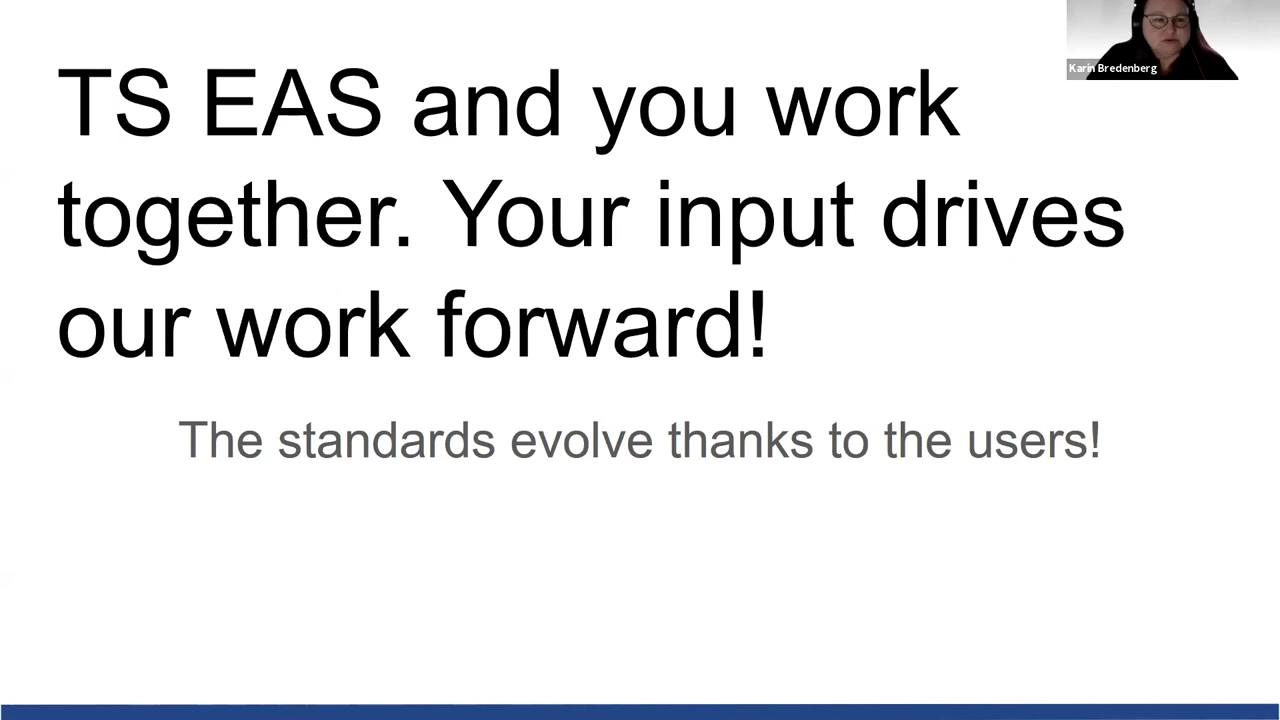 Karin Bredenberg
TS EAS and you work
together. Your input drives
our work forward!
The standards evolve thanks to the users!